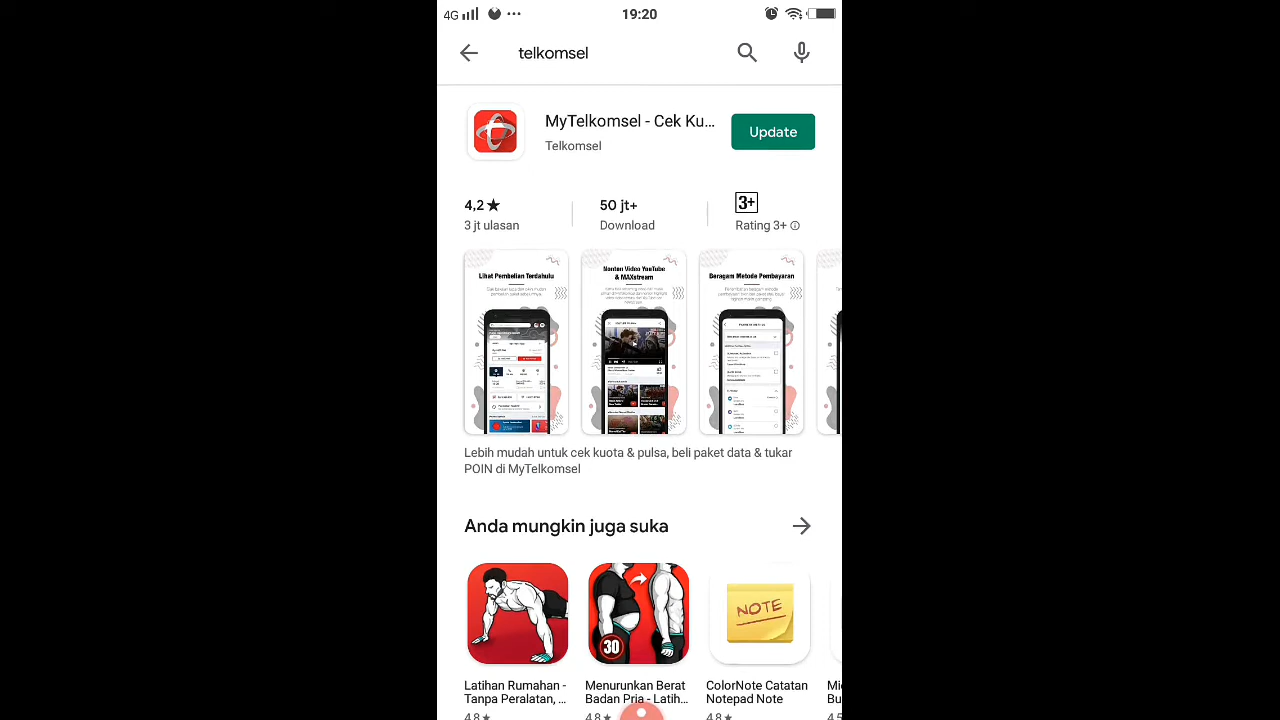 4G
19:20
telkomsel
MyTelkomsel - Cek Ku...
Update
Telkomsel
4,2★
50 jt+
3+
3 jt ulasan
Download
Rating 3+
Lihat Pembelian Terdahulu
Nonton Video YouTube
& MAXstream
Beragam Metode Pembayaran
Lebih mudah untuk cek kuota & pulsa, beli paket data & tukar
POIN di MyTelkomsel
Anda mungkin juga suka
30
NOTE
Latihan Rumahan -
Tanpa Peralatan, ...
Menurunkan Berat
Badan Pria - Latih...
ColorNote Catatan
Notepad Note
Mi
Bu
4,8★
4,8★
4,8★